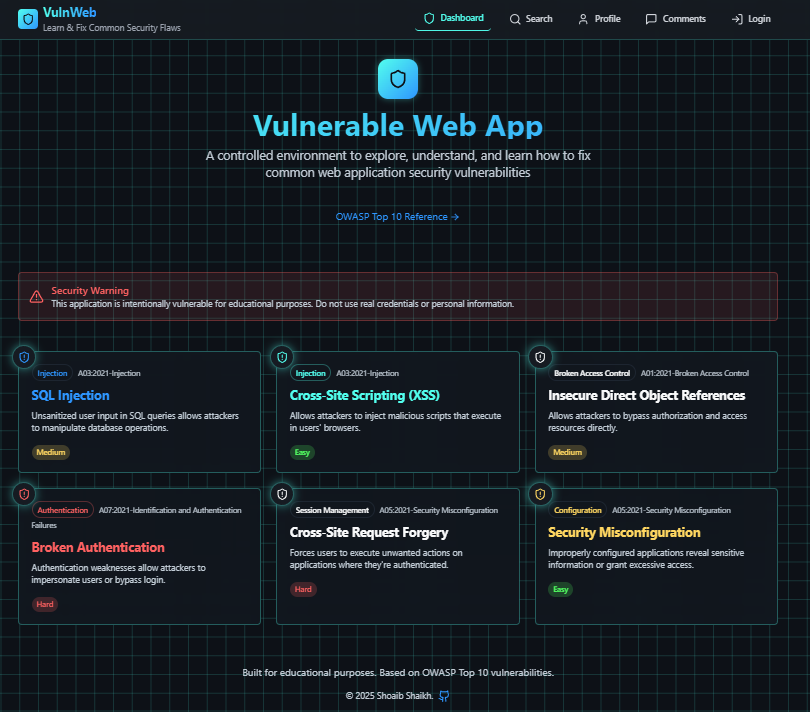 VulnWeb
Learn & Fix Common Security Flaws
Dashboard
Search
Profile
Comments
Login
Vulnerable Web App
A controlled environment to explore, understand, and learn how to fix
common web application security vulnerabilities
OWASP Top 10 Reference →
Security Warning
This application is intentionally vulnerable for educational purposes. Do not use real credentials or personal information.
Injection A03:2021-Injection
SQL Injection
Unsanitized user input in SQL queries allows attackers
to manipulate database operations.
Medium
Injection A03:2021-Injection
Cross-Site Scripting (XSS)
Allows attackers to inject malicious scripts that execute
in users' browsers.
Easy
Broken Access Control A01:2021-Broken Access Control
Insecure Direct Object References
Allows attackers to bypass authorization and access
resources directly.
Medium
Authentication A07:2021-Identification and Authentication
Failures
Broken Authentication
Authentication weaknesses allow attackers to
impersonate users or bypass login.
Hard
Session Management A05:2021-Security Misconfiguration
Cross-Site Request Forgery
Forces users to execute unwanted actions on
applications where they're authenticated.
Hard
Configuration A05:2021-Security Misconfiguration
Security Misconfiguration
Improperly configured applications reveal sensitive
information or grant excessive access.
Easy
Built for educational purposes. Based on OWASP Top 10 vulnerabilities.
© 2025 Shoaib Shaikh.